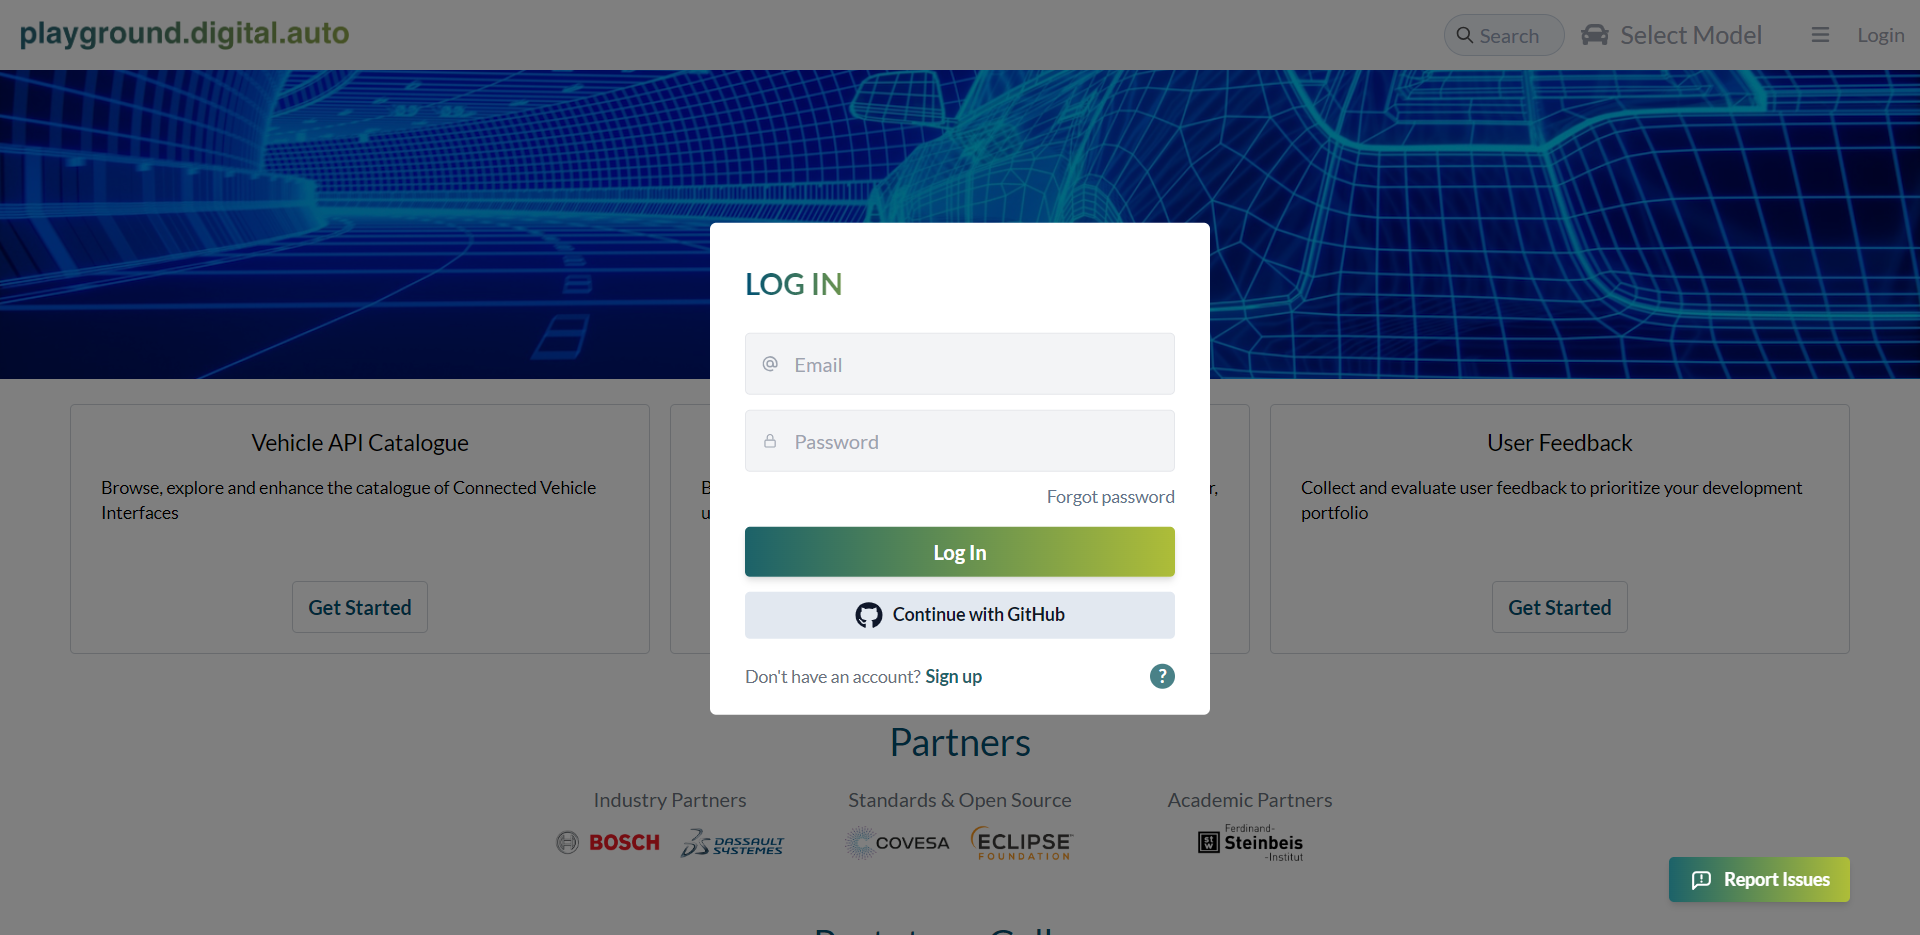 playground.digital.auto
Search
Select Model
Login
LOG IN
Email
Password
Forgot password
Log In
Continue with GitHub
Don't have an account? Sign up
?
Vehicle API Catalogue
Browse, explore and enhance the catalogue of Connected Vehicle
Interfaces
Get Started
User Feedback
Collect and evaluate user feedback to prioritize your development
portfolio
Get Started
Partners
Industry Partners
BOSCH
DASSAULT
SYSTEMES
Standards & Open Source
COVESA
ECLIPSE
FOUNDATION
Academic Partners
stw
Ferdinand-
Steinbeis
-Institut
Report Issues